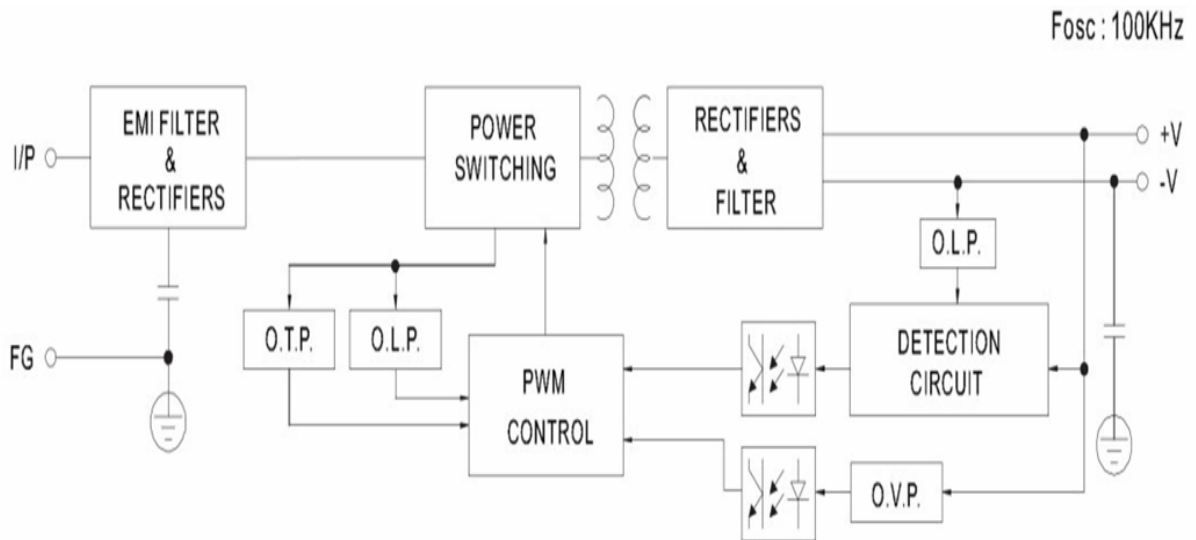 Fosc : 100KHz
I/P
EMI FILTER
&
RECTIFIERS
POWER
SWITCHING
RECTIFIERS
&
FILTER
+V
-V
O.L.P.
O.T.P.
O.L.P.
FG
PWM
CONTROL
DETECTION
CIRCUIT
O.V.P.